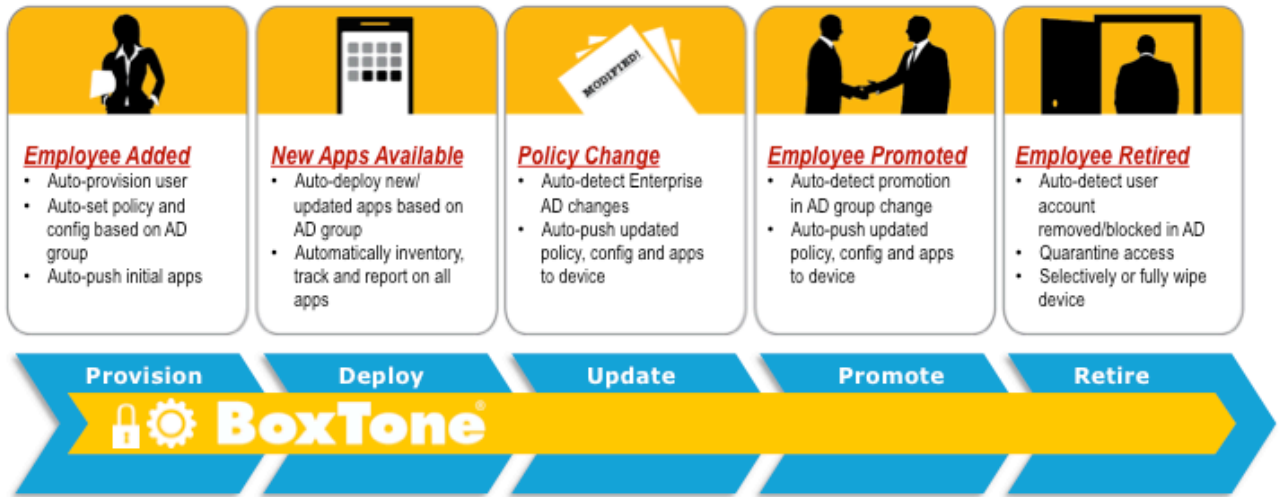 MODIFIED!
Employee Added
• Auto-provision user
• Auto-set policy and
config based on AD
group
• Auto-push initial apps
New Apps Available
• Auto-deploy new/
updated apps based on
AD group
• Automatically inventory,
track and report on all
apps
Policy Change
• Auto-detect Enterprise
AD changes
• Auto-push updated
policy, config and apps
to device
Employee Promoted
• Auto-detect promotion
in AD group change
• Auto-push updated
policy, config and apps
to device
Employee Retired
• Auto-detect user
account
removed/blocked in AD
• Quarantine access
• Selectively or fully wipe
device
Provision
Deploy
Update
Promote
Retire
BoxTone®